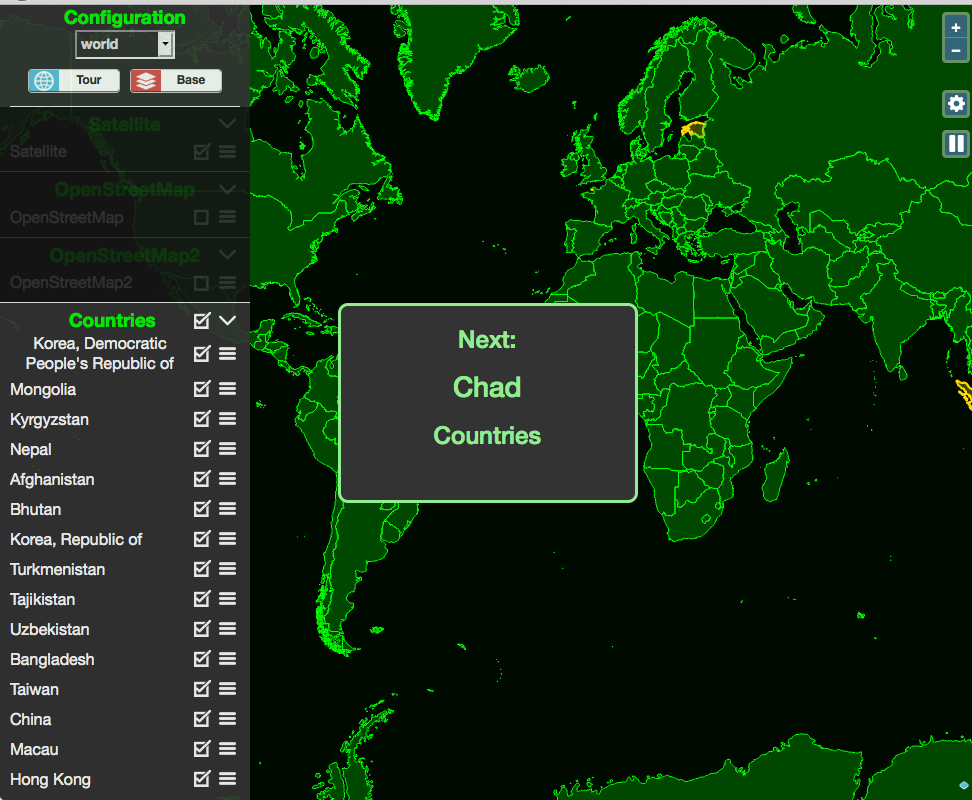 Configuration
world
Tour
Base
Satellite
Satellite
OpenStreetMap
OpenStreetMap
OpenStreetMap2
OpenStreetMap2
Countries
Korea, Democratic
People's Republic of
Mongolia
Kyrgyzstan
Nepal
Afghanistan
Bhutan
Korea, Republic of
Turkmenistan
Tajikistan
Uzbekistan
Bangladesh
Taiwan
China
Macau
Hong Kong
Next:
Chad
Countries
+
−